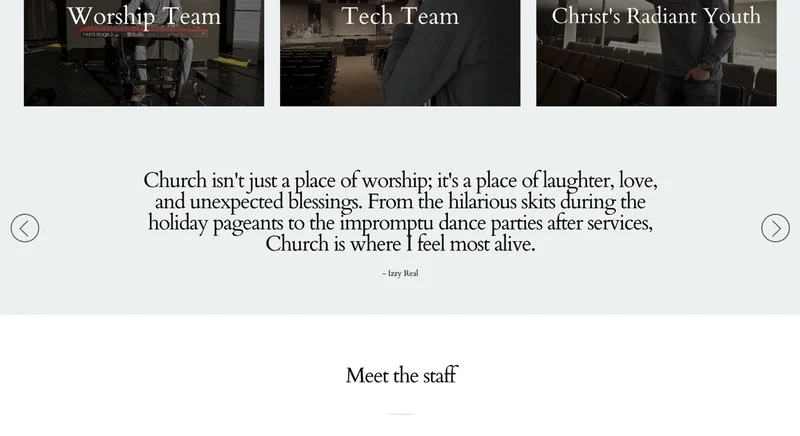 Worship Team
Tech Team
Christ's Radiant Youth
Church isn't just a place of worship; it's a place of laughter, love,
and unexpected blessings. From the hilarious skits during the
holiday pageants to the impromptu dance parties after services,
Church is where I feel most alive.
- Izzy Real
Meet the staff